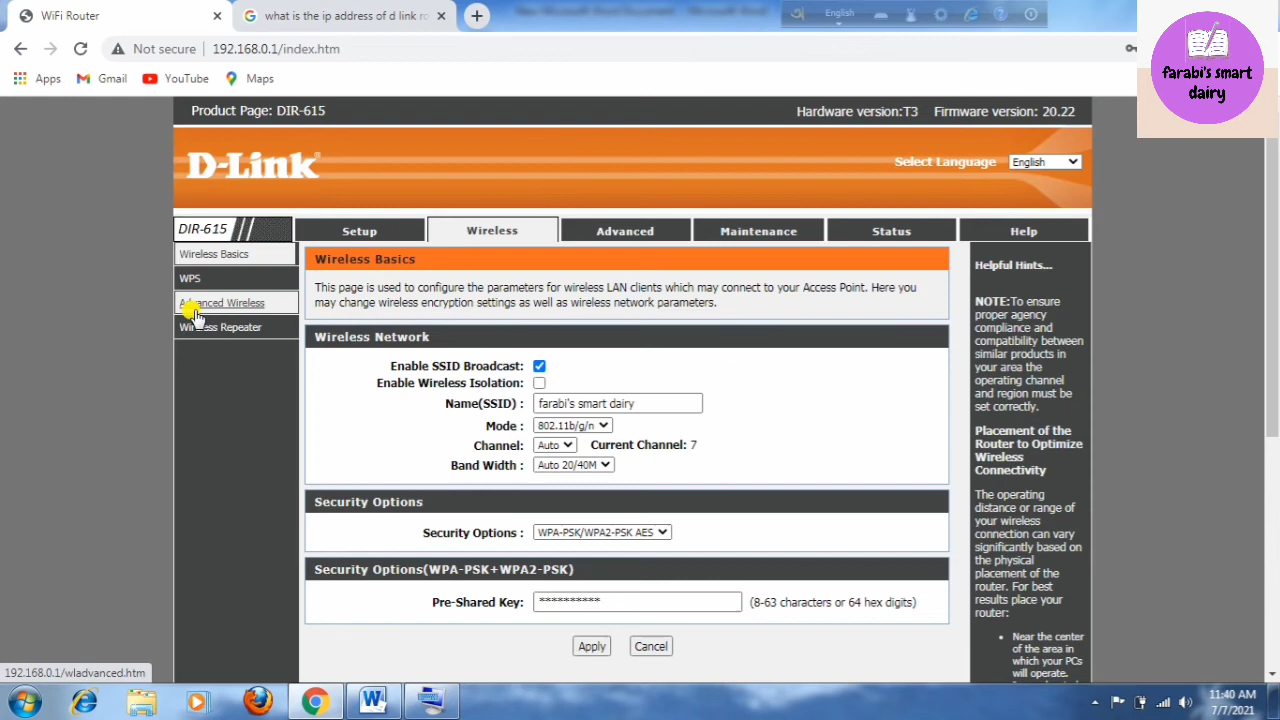 WiFi Router
what is the ip address of d link ro
English
Not secure
192.168.0.1/index.htm
Apps
Gmail
YouTube
Maps
farabi's smart
dairy
Product Page: DIR-615
Hardware version:T3
Firmware version: 20.22
D-Link
Select Language
English
DIR-615
Setup
Wireless
Advanced
Maintenance
Status
Help
Wireless Basics
WPS
Advanced Wireless
Wireless Repeater
Wireless Basics
This page is used to configure the parameters for wireless LAN clients which may connect to your Access Point. Here you
may change wireless encryption settings as well as wireless network parameters.
Wireless Network
Enable SSID Broadcast:
Enable Wireless Isolation:
Name(SSID) : farabi's smart dairy
Mode : 802.11b/g/n
Channel: Auto Current Channel: 7
Band Width : Auto 20/40M
Security Options
Security Options : WPA-PSK/WPA2-PSK AES
Security Options(WPA-PSK+WPA2-PSK)
Pre-Shared Key: ********** (8-63 characters or 64 hex digits)
Apply
Cancel
Helpful Hints...
NOTE:To ensure
proper agency
compliance and
compatibility between
similar products in
your area the
operating channel
and region must be
set correctly.
Placement of the
Router to Optimize
Wireless
Connectivity
The operating
distance or range of
your wireless
connection can vary
significantly based on
the physical
placement of the
router. For best
results place your
router:
Near the center
of the area in
which your PCs
will operate.
192.168.0.1/wladvanced.htm
11:40 AM
7/7/2021